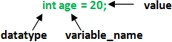 int age = 20; value
datatype variable_name